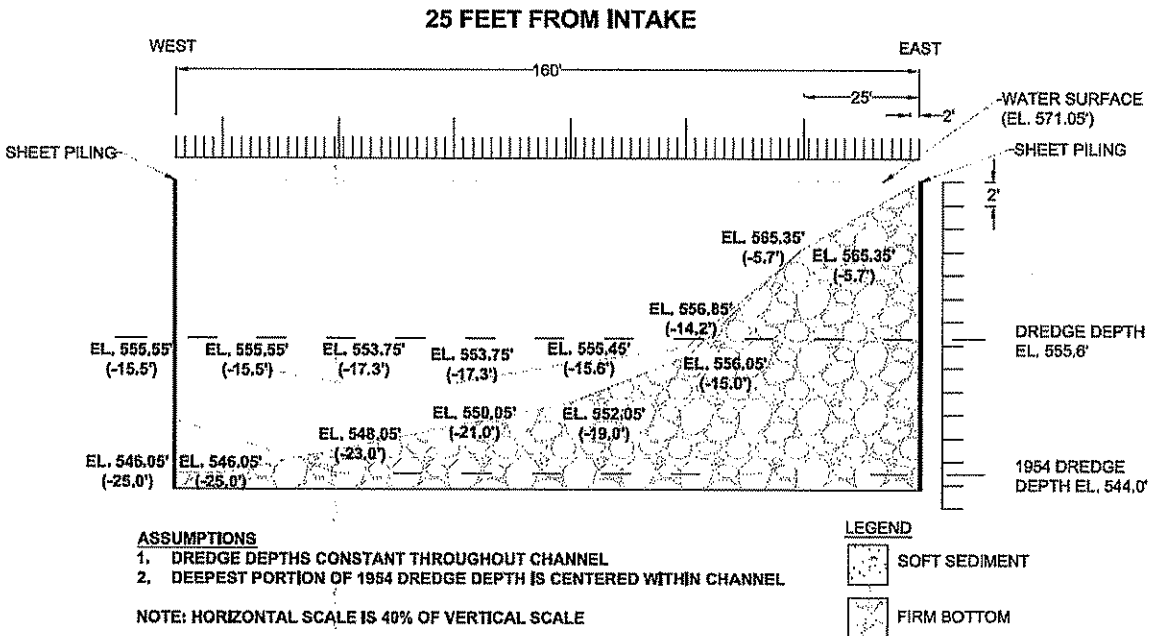 25 FEET FROM INTAKE
WEST
EAST
160'
25'
2'
WATER SURFACE
(EL. 571.05')
SHEET PILING
SHEET PILING
2'
EL. 565.35'
(-5.7')
EL. 565.35'
(-5.7')
EL. 556.85'
(-14.2')
EL. 555.55'
(-15.5')
EL. 555.55'
(-15.5')
EL. 553.75'
(-17.3')
EL. 553.75'
(-17.3')
EL. 555.45'
(-15.6')
EL. 556.05'
(-15.0')
DREDGE DEPTH
EL. 555.6'
EL. 550.05'
(-21.0')
EL. 552.05'
(-19.0')
EL. 548.05'
(-23.0')
EL. 546.05'
(-25.0')
EL. 546.05'
(-25.0')
1954 DREDGE
DEPTH EL. 544.0'
ASSUMPTIONS
1. DREDGE DEPTHS CONSTANT THROUGHOUT CHANNEL
2. DEEPEST PORTION OF 1954 DREDGE DEPTH IS CENTERED WITHIN CHANNEL
NOTE: HORIZONTAL SCALE IS 40% OF VERTICAL SCALE
LEGEND
SOFT SEDIMENT
FIRM BOTTOM